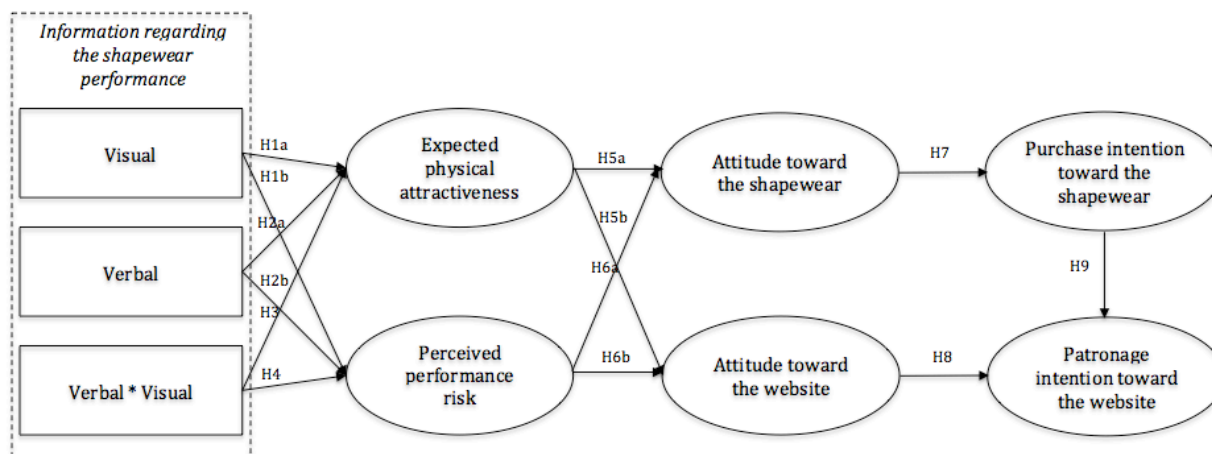 Information regarding
the shapewear
performance
Visual
Verbal
Verbal * Visual
H1a
H1b
H2a
H2b
H3
H4
Expected
physical
attractiveness
Perceived
performance
risk
H5a
H5b
H6a
H6b
Attitude toward
the shapewear
Attitude toward
the website
H7
H8
Purchase intention
toward the
shapewear
H9
Patronage
intention toward
the website